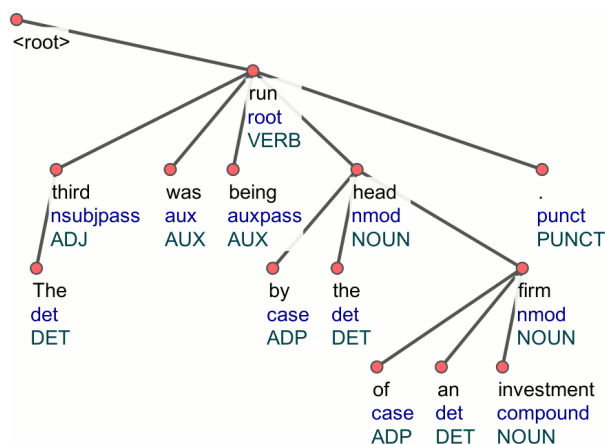 <root>
run
root
VERB
third was being head .
nsubjpass aux auxpass nmod punct
ADJ AUX AUX NOUN PUNCT
The by the firm
det case det nmod
DET ADP DET NOUN
of an investment
case det compound
ADP DET NOUN